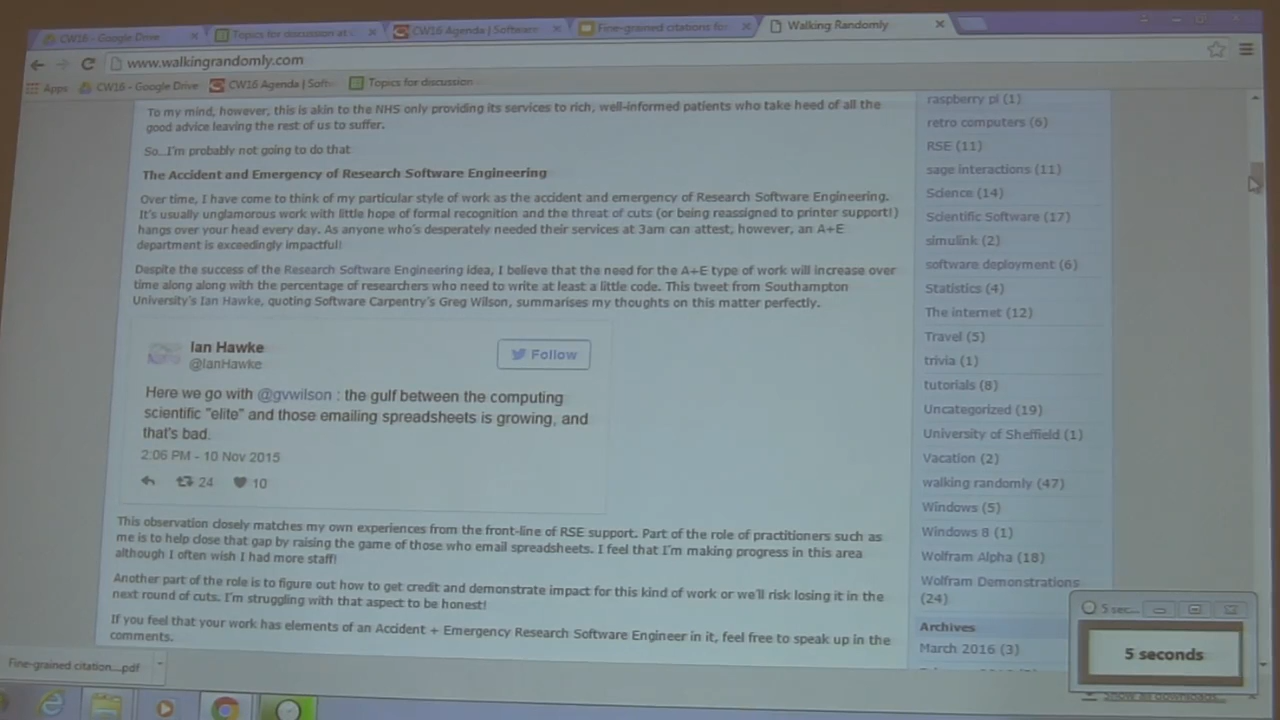 CW16 - Google Drive
Topics for discussion at
CW16 Agenda | Software
Fine-grained citations for
Walking Randomly
www.walkingrandomly.com
Apps
CW16 - Google Drive
CW16 Agenda | Soft
Topics for discussion
To my mind, however, this is akin to the NHS only providing its services to rich, well-informed patients who take heed of all the
good advice leaving the rest of us to suffer.
So...I'm probably not going to do that
The Accident and Emergency of Research Software Engineering
Over time, I have come to think of my particular style of work as the accident and emergency of Research Software Engineering.
It's usually unglamorous work with little hope of formal recognition and the threat of cuts (or being reassigned to printer support!)
hangs over your head every day. As anyone who's desperately needed their services at 3am can attest, however, an A+E
department is exceedingly impactful!
Despite the success of the Research Software Engineering idea, I believe that the need for the A+E type of work will increase over
time along along with the percentage of researchers who need to write at least a little code. This tweet from Southampton
University's Ian Hawke, quoting Software Carpentry's Greg Wilson, summarises my thoughts on this matter perfectly.
Ian Hawke
@IanHawke
Follow
Here we go with @gvwilson : the gulf between the computing
scientific "elite" and those emailing spreadsheets is growing, and
that's bad.
2:06 PM - 10 Nov 2015
24
10
This observation closely matches my own experiences from the front-line of RSE support. Part of the role of practitioners such as
me is to help close that gap by raising the game of those who email spreadsheets. I feel that I'm making progress in this area
although I often wish I had more staff!
Another part of the role is to figure out how to get credit and demonstrate impact for this kind of work or we'll risk losing it in the
next round of cuts. I'm struggling with that aspect to be honest!
If you feel that your work has elements of an Accident + Emergency Research Software Engineer in it, feel free to speak up in the
comments.
raspberry pi (1)
retro computers (6)
RSE (11)
sage interactions (11)
Science (14)
Scientific Software (17)
simulink (2)
software deployment (6)
Statistics (4)
The internet (12)
Travel (5)
trivia (1)
tutorials (8)
Uncategorized (19)
University of Sheffield (1)
Vacation (2)
walking randomly (47)
Windows (5)
Windows 8 (1)
Wolfram Alpha (18)
Wolfram Demonstrations
(24)
Archives
March 2016 (3)
5 sec...
5 seconds
Fine-grained citation....pdf
Show all downloads...